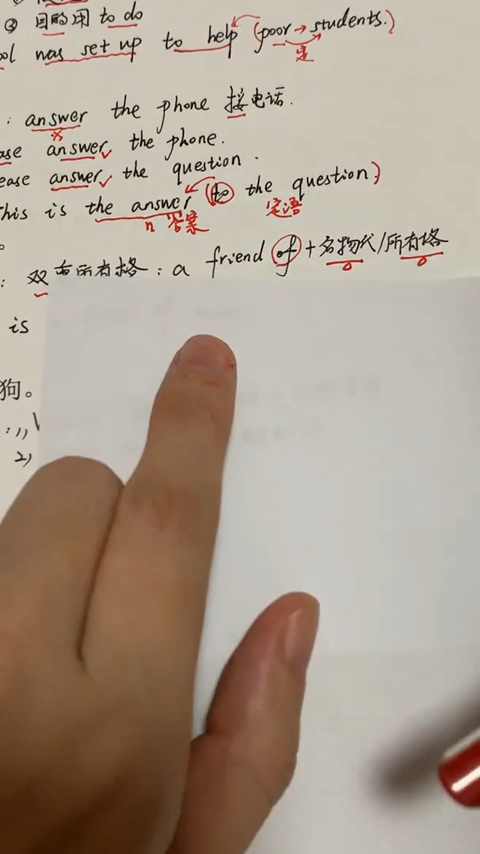 ③ 目的用 to do
ol was set up to help (poor → students.)
定
: answer the phone 接电话.
ase answer the phone.
ease answer the question.
This is the answer (to the question)
n 答案 定语
: 双重所有格 : a friend of + 名物代/所有格
is
狗。
2)